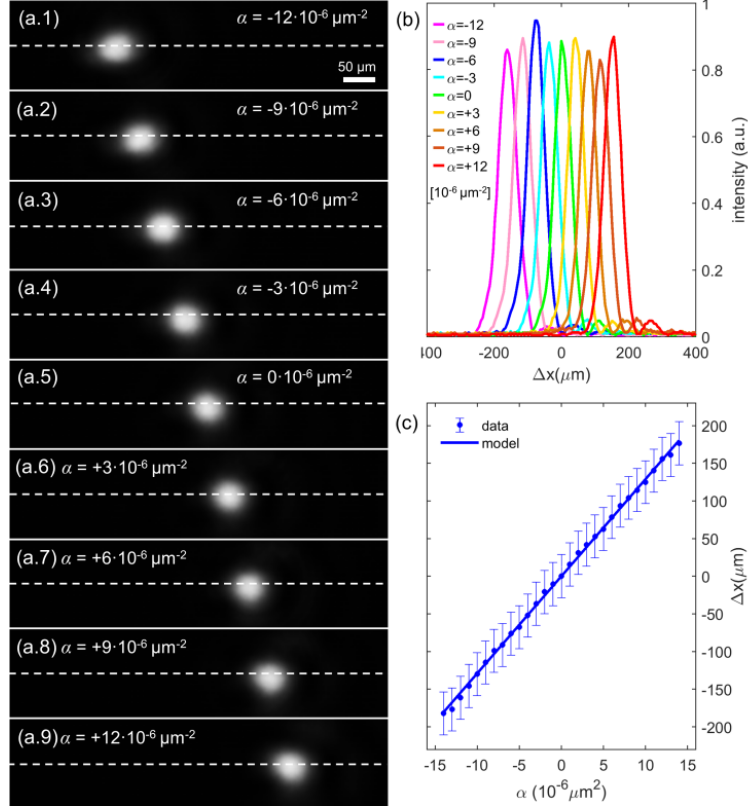 (a.1) α = -12·10⁻⁶ µm⁻²
50 µm
(a.2) α = -9·10⁻⁶ µm⁻²
(a.3) α = -6·10⁻⁶ µm⁻²
(a.4) α = -3·10⁻⁶ µm⁻²
(a.5) α = 0·10⁻⁶ µm⁻²
(a.6) α = +3·10⁻⁶ µm⁻²
(a.7) α = +6·10⁻⁶ µm⁻²
(a.8) α = +9·10⁻⁶ µm⁻²
(a.9) α = +12·10⁻⁶ µm⁻²
(b)
α=-12
α=-9
α=-6
α=-3
α=0
α=+3
α=+6
α=+9
α=+12
[10⁻⁶ µm⁻²]
1
0.8
0.6
0.4
0.2
0
intensity (a.u.)
400 -200 0 200 400
Δx(µm)
(c)
data
model
200
150
100
50
0
-50
-100
-150
-200
Δx(µm)
-15 -10 -5 0 5 10 15
α (10⁻⁶µm²)